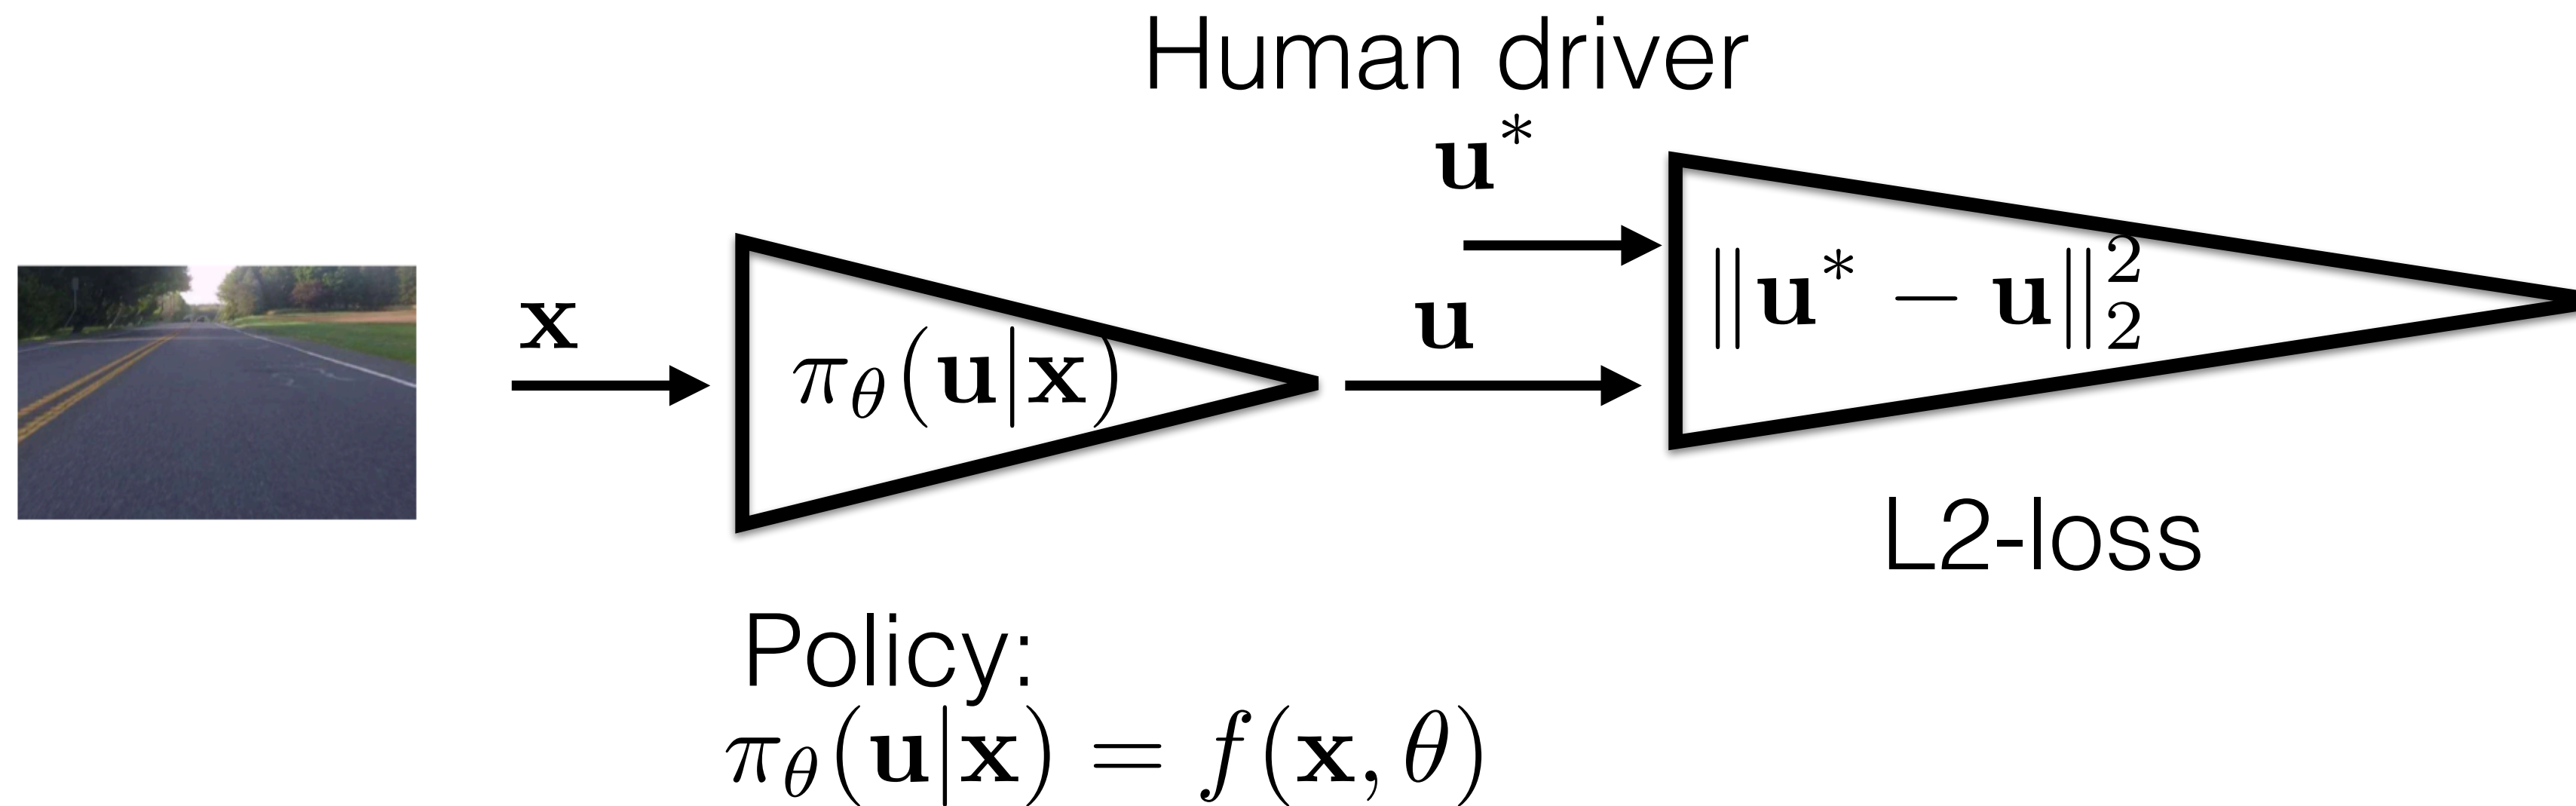 Human driver
u*
x
u
π_θ(u|x)
‖u* − u‖₂²
L2-loss
Policy:
π_θ(u|x) = f(x, θ)